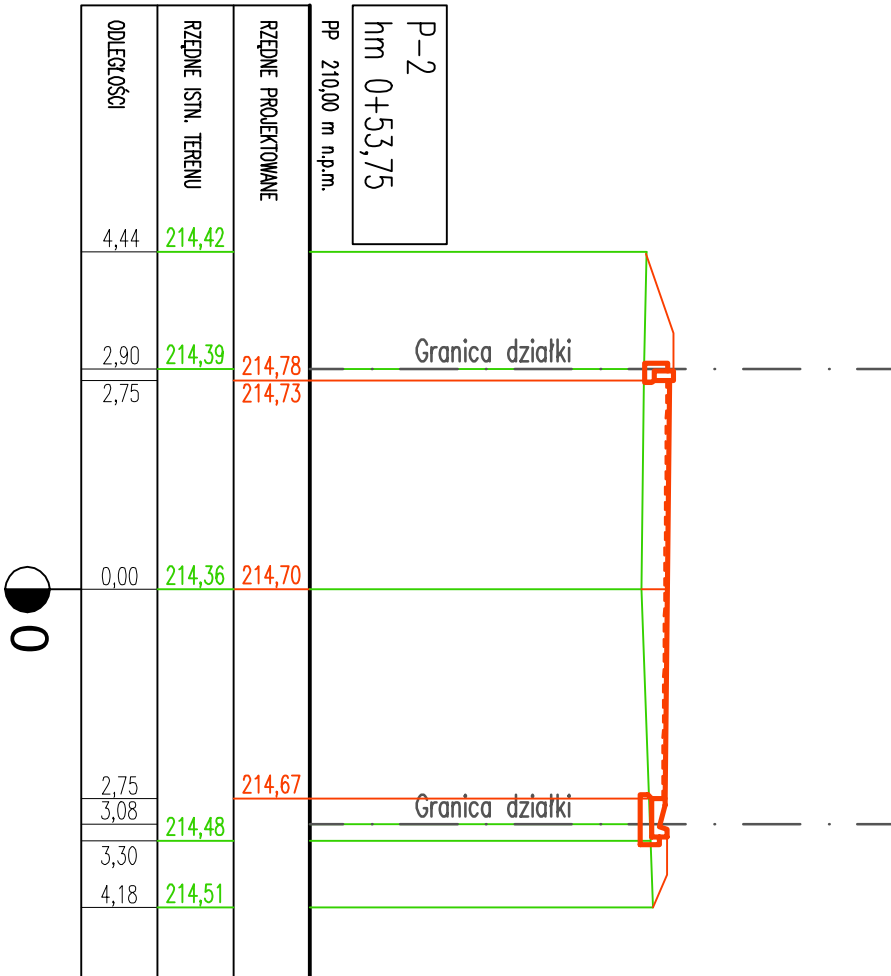 P-2
hm 0+53,75
PP 210,00 m n.p.m.
RZĘDNE PROJEKTOWANE
RZĘDNE ISTN. TERENU
ODLEGŁOŚCI
4,44
214,42
2,90
214,39
214,78
Granica działki
2,75
214,73
0,00
214,36
214,70
2,75
214,67
3,08
Granica działki
214,48
3,30
4,18
214,51
0